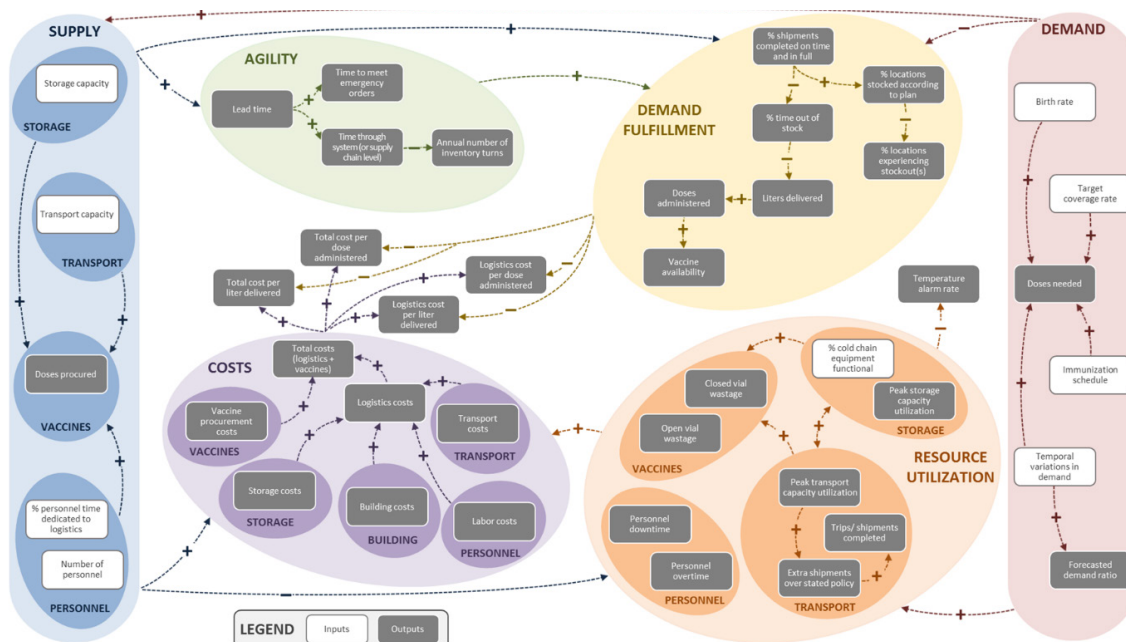 SUPPLY
Storage capacity
STORAGE
Transport capacity
TRANSPORT
Doses procured
VACCINES
% personnel time
dedicated to
logistics
Number of
personnel
PERSONNEL
AGILITY
Lead time
Time to meet
emergency
orders
Time through
system (or supply
chain level)
Annual number of
inventory turns
DEMAND
FULFILLMENT
% shipments
completed on time
and in full
% locations
stocked according
to plan
% time out of
stock
% locations
experiencing
stockout(s)
Doses
administered
Liters delivered
Vaccine
availability
Total cost per
dose administered
Total cost per
liter delivered
Logistics cost
per dose
administered
Logistics cost
per liter
delivered
COSTS
Total costs
(logistics +
vaccines)
Logistics costs
Vaccine
procurement
costs
VACCINES
Transport
costs
TRANSPORT
Storage costs
STORAGE
Building costs
BUILDING
Labor costs
PERSONNEL
RESOURCE
UTILIZATION
Temperature
alarm rate
% cold chain
equipment
functional
Peak storage
capacity
utilization
STORAGE
Closed vial
wastage
Open vial
wastage
VACCINES
Peak transport
capacity utilization
Trips/ shipments
completed
Extra shipments
over stated policy
TRANSPORT
Personnel
downtime
Personnel
overtime
PERSONNEL
DEMAND
Birth rate
Target
coverage rate
Doses needed
Immunization
schedule
Temporal
variations in
demand
Forecasted
demand ratio
LEGEND
Inputs
Outputs